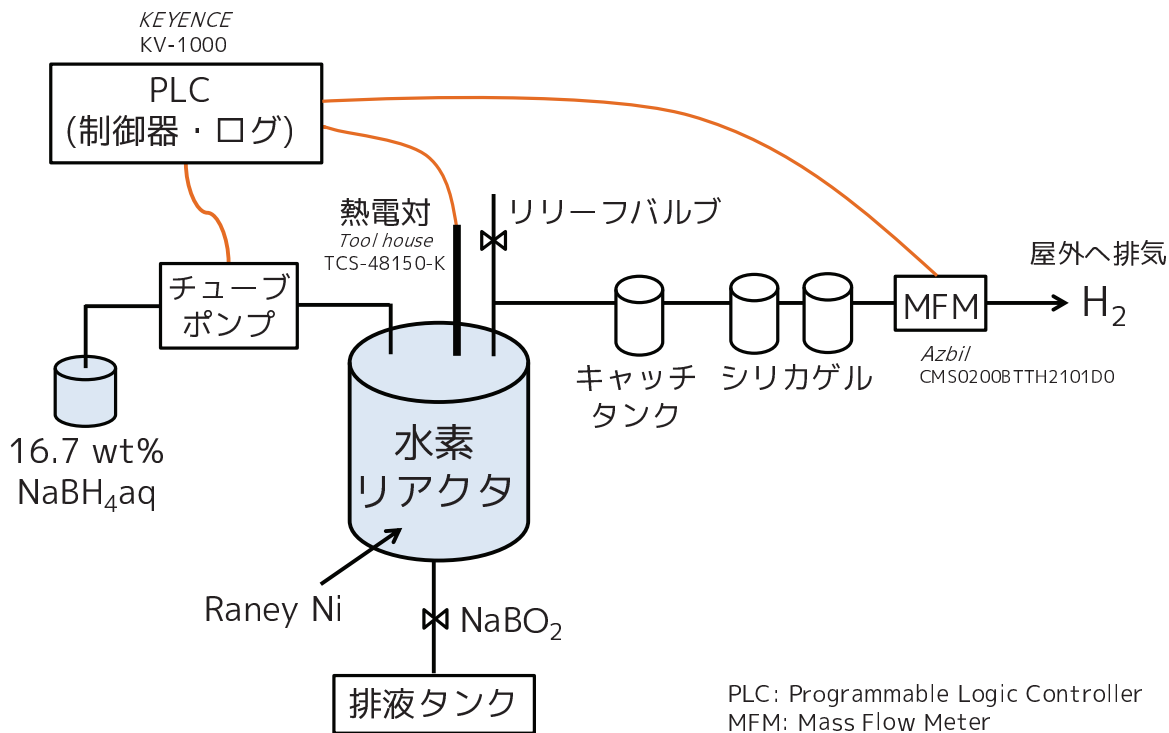 KEYENCE
KV-1000
PLC
(制御器・ログ)
熱電対
Tool house
TCS-48150-K
リリーフバルブ
屋外へ排気
H₂
チューブ
ポンプ
MFM
Azbil
CMS0200BTTH2101D0
キャッチ
タンク
シリカゲル
16.7 wt%
NaBH₄aq
水素
リアクタ
Raney Ni
NaBO₂
排液タンク
PLC: Programmable Logic Controller
MFM: Mass Flow Meter